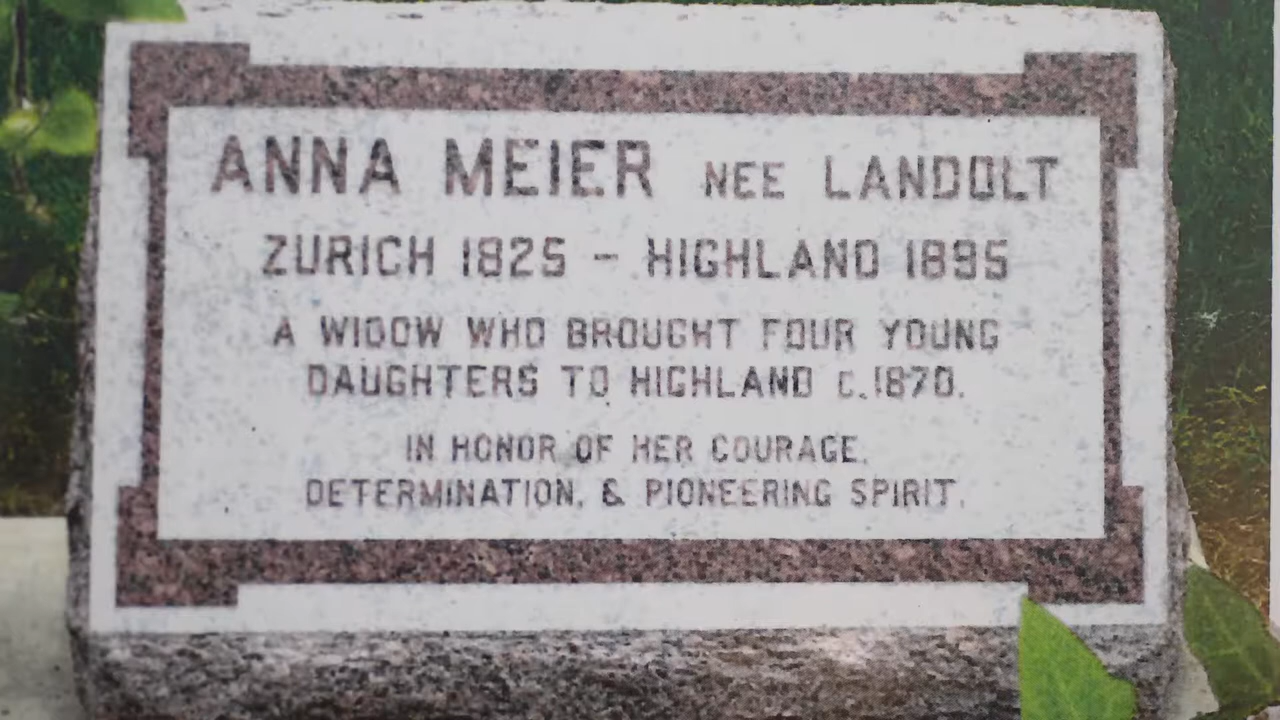 ANNA MEIER NEE LANDOLT
ZURICH 1825 - HIGHLAND 1895
A WIDOW WHO BROUGHT FOUR YOUNG
DAUGHTERS TO HIGHLAND C.1870.
IN HONOR OF HER COURAGE,
DETERMINATION, & PIONEERING SPIRIT.